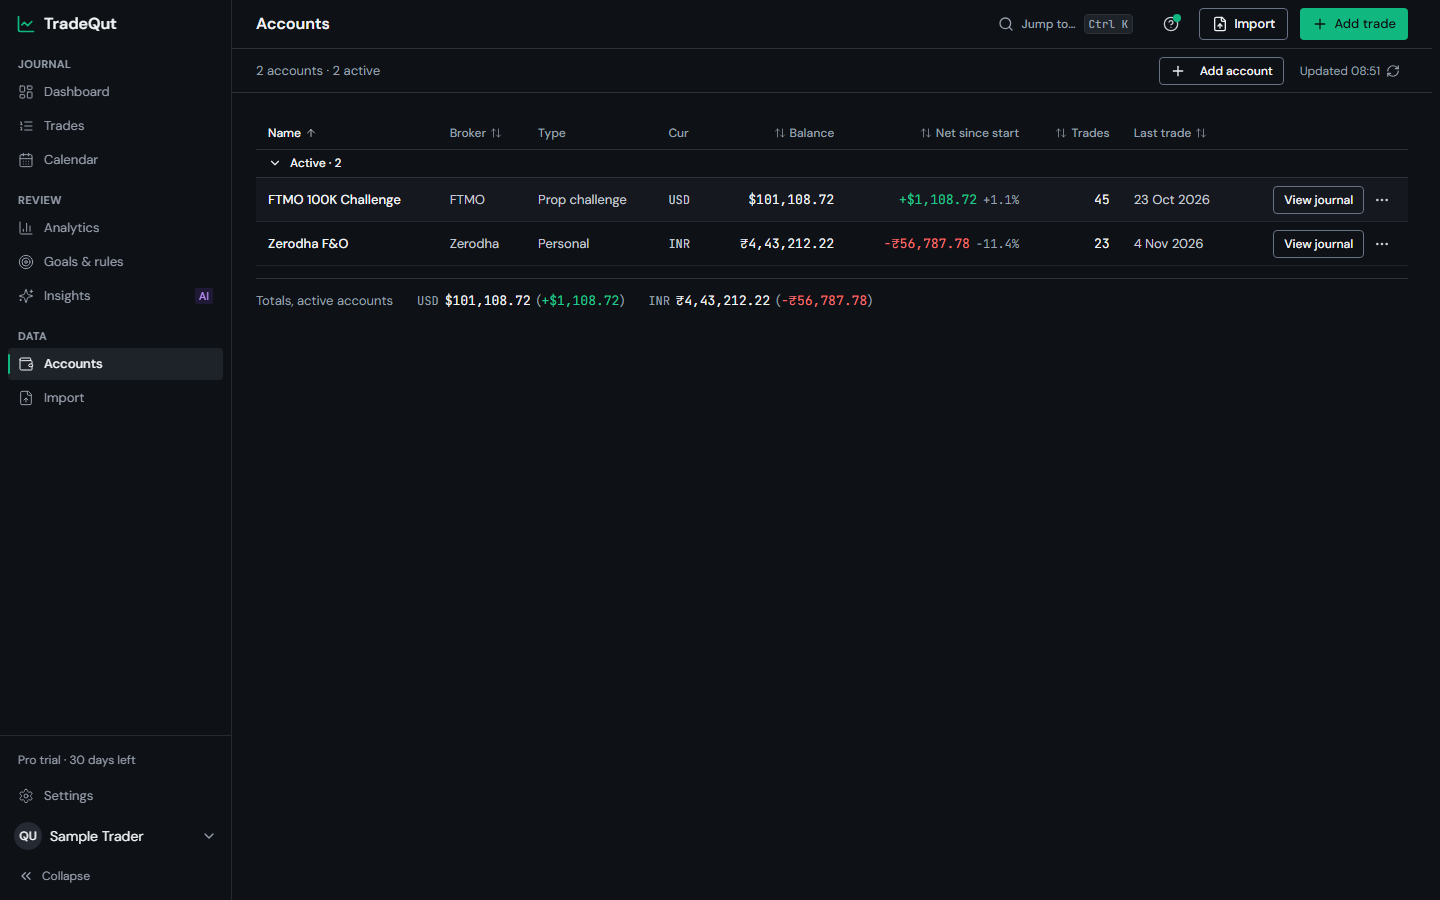 TradeQut
JOURNAL
Dashboard
Trades
Calendar
REVIEW
Analytics
Goals & rules
Insights AI
DATA
Accounts
Import
Pro trial · 30 days left
Settings
QU Sample Trader
Collapse
Accounts
Jump to... Ctrl K
Import
Add trade
2 accounts · 2 active
Add account
Updated 08:51
Name Broker Type Cur Balance Net since start Trades Last trade
Active · 2
FTMO 100K Challenge FTMO Prop challenge USD $101,108.72 +$1,108.72 +1.1% 45 23 Oct 2026 View journal
Zerodha F&O Zerodha Personal INR ₹4,43,212.22 -₹56,787.78 -11.4% 23 4 Nov 2026 View journal
Totals, active accounts USD $101,108.72 (+$1,108.72) INR ₹4,43,212.22 (-₹56,787.78)